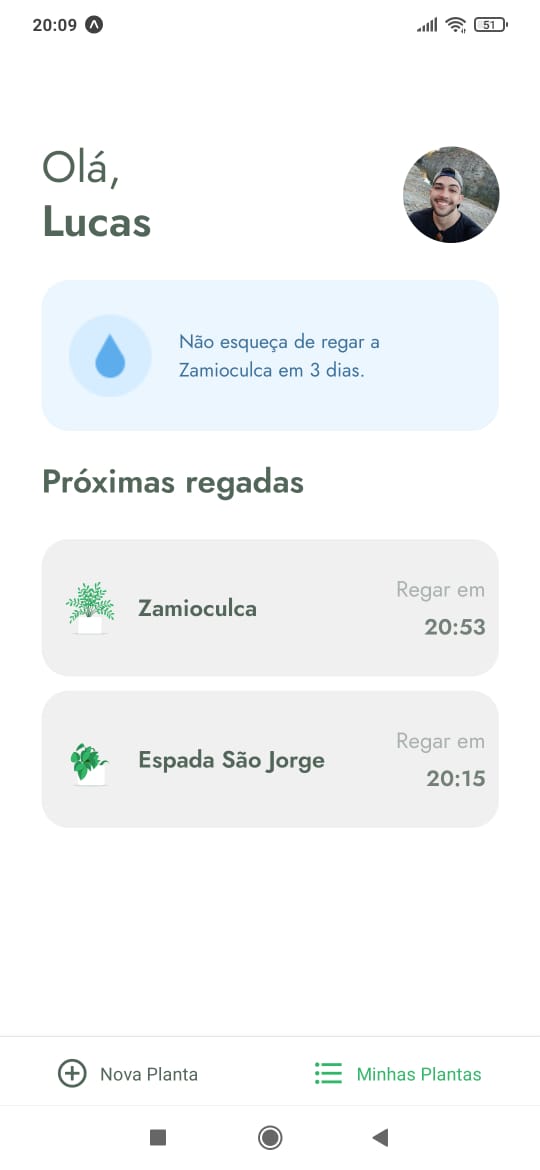 20:09
51
Olá,
Lucas
Não esqueça de regar a
Zamioculca em 3 dias.
Próximas regadas
Zamioculca
Regar em
20:53
Espada São Jorge
Regar em
20:15
Nova Planta
Minhas Plantas